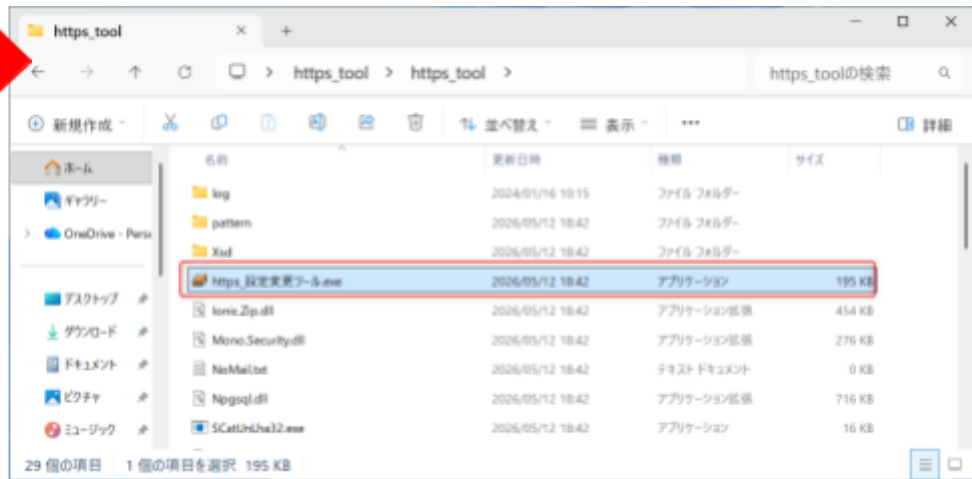 https_tool
https_tool > https_tool >
https_toolの検索
新規作成
並べ替え
表示
詳細
名前 更新日時 種類 サイズ
ホーム
ギャラリー
OneDrive - Perso
デスクトップ
ダウンロード
ドキュメント
ピクチャ
ミュージック
log 2024/01/16 10:15 ファイル フォルダー
pattern 2026/05/12 18:42 ファイル フォルダー
Xsd 2026/05/12 18:42 ファイル フォルダー
https_設定変更ツール.exe 2026/05/12 18:42 アプリケーション 195 KB
Ionic.Zip.dll 2026/05/12 18:42 アプリケーション拡張 454 KB
Mono.Security.dll 2026/05/12 18:42 アプリケーション拡張 276 KB
NoMail.txt 2026/05/12 18:42 テキスト ドキュメント 0 KB
Npgsql.dll 2026/05/12 18:42 アプリケーション拡張 716 KB
SCatUnLha32.exe 2026/05/12 18:42 アプリケーション 16 KB
29 個の項目 1 個の項目を選択 195 KB